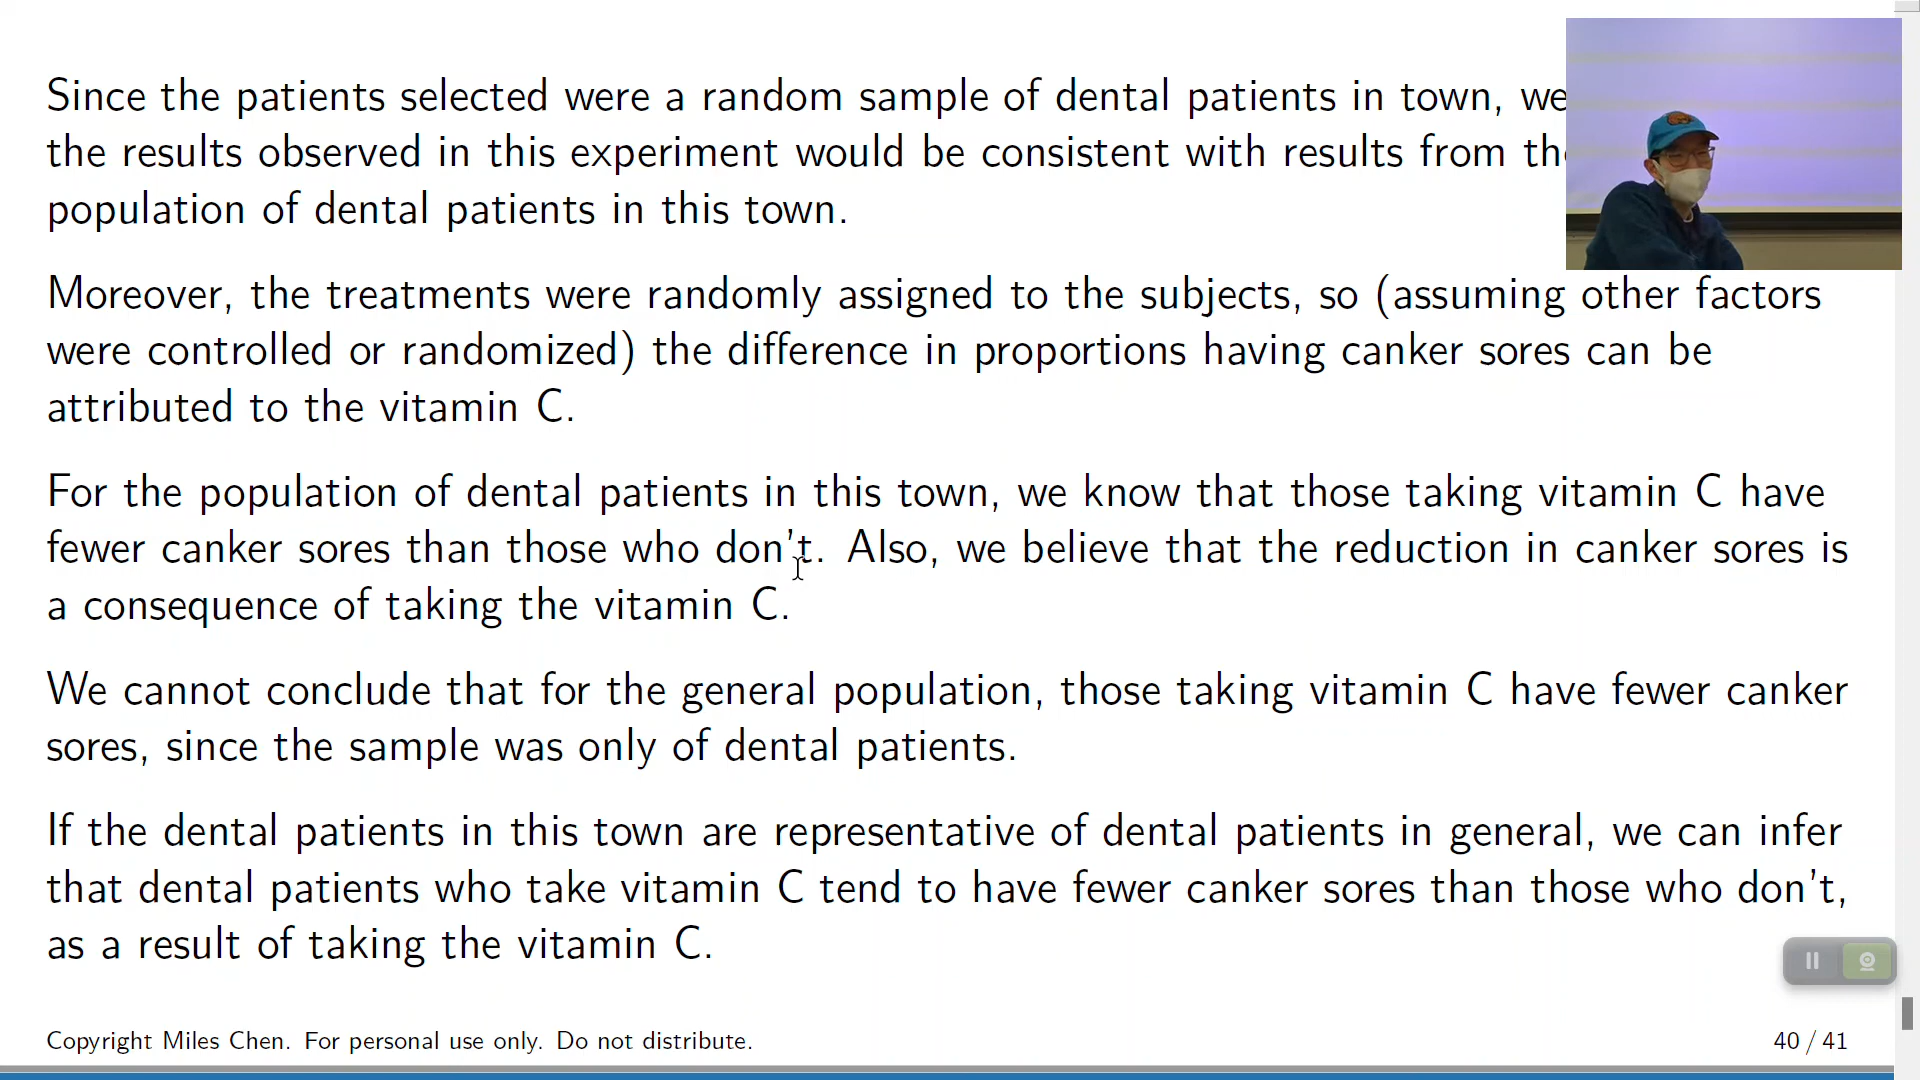 Since the patients selected were a random sample of dental patients in town, we
the results observed in this experiment would be consistent with results from
population of dental patients in this town.
Moreover, the treatments were randomly assigned to the subjects, so (assuming other factors
were controlled or randomized) the difference in proportions having canker sores can be
attributed to the vitamin C.
For the population of dental patients in this town, we know that those taking vitamin C have
fewer canker sores than those who don't. Also, we believe that the reduction in canker sores is
a consequence of taking the vitamin C.
We cannot conclude that for the general population, those taking vitamin C have fewer canker
sores, since the sample was only of dental patients.
If the dental patients in this town are representative of dental patients in general, we can infer
that dental patients who take vitamin C tend to have fewer canker sores than those who don't,
as a result of taking the vitamin C.
Copyright Miles Chen. For personal use only. Do not distribute.
40 / 41